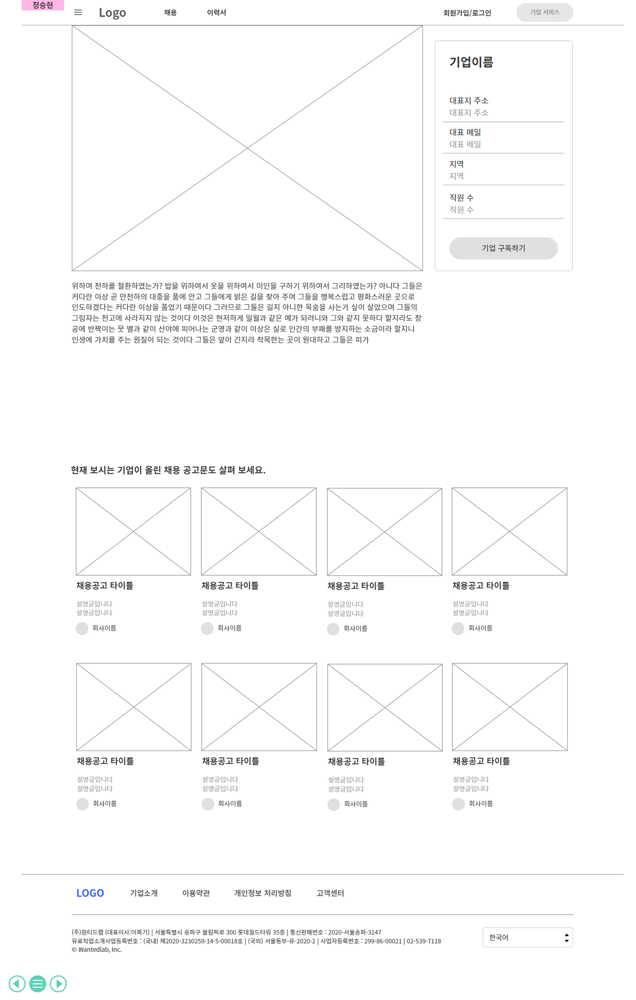 정승현
Logo
채용
이력서
회원가입/로그인
기업 서비스
기업이름
대표지 주소
대표지 주소
대표 메일
대표 메일
지역
지역
직원 수
직원 수
기업 구독하기
위하여 천하를 철환하였는가? 밥을 위하여서 옷을 위하여서 미인을 구하기 위하여서 그리하였는가? 아니다 그들은
커다란 이상 곧 만천하의 대중을 품에 안고 그들에게 밝은 길을 찾아 주며 그들을 행복스럽고 평화스러운 곳으로
인도하겠다는 커다란 이상을 품었기 때문이다 그러므로 그들은 길지 아니한 목숨을 사는가 싶이 살았으며 그들의
그림자는 천고에 사라지지 않는 것이다 이것은 현저하게 일월과 같은 예가 되려니와 그와 같지 못하다 할지라도 창
공에 반짝이는 뭇 별과 같이 산야에 피어나는 군영과 같이 이상은 실로 인간의 부패를 방지하는 소금이라 할지니
인생에 가치를 주는 원질이 되는 것이다 그들은 앞이 긴지라 착목한는 곳이 원대하고 그들은 피가
현재 보시는 기업이 올린 채용 공고문도 살펴 보세요.
채용공고 타이틀
설명글입니다
설명글입니다
회사이름
채용공고 타이틀
설명글입니다
설명글입니다
회사이름
채용공고 타이틀
설명글입니다
설명글입니다
회사이름
채용공고 타이틀
설명글입니다
설명글입니다
회사이름
채용공고 타이틀
설명글입니다
설명글입니다
회사이름
채용공고 타이틀
설명글입니다
설명글입니다
회사이름
채용공고 타이틀
설명글입니다
설명글입니다
회사이름
채용공고 타이틀
설명글입니다
설명글입니다
회사이름
LOGO
기업소개
이용약관
개인정보 처리방침
고객센터
(주)원티드랩 (대표이사:이복기) | 서울특별시 송파구 올림픽로 300 롯데월드타워 35층 | 통신판매번호 : 2020-서울송파-3147
유료직업소개사업등록번호 : (국내) 제2020-3230259-14-5-00018호 | (국외) 서울동부-유-2020-2 | 사업자등록번호 : 299-86-00021 | 02-539-7118
© Wantedlab, Inc.
한국어